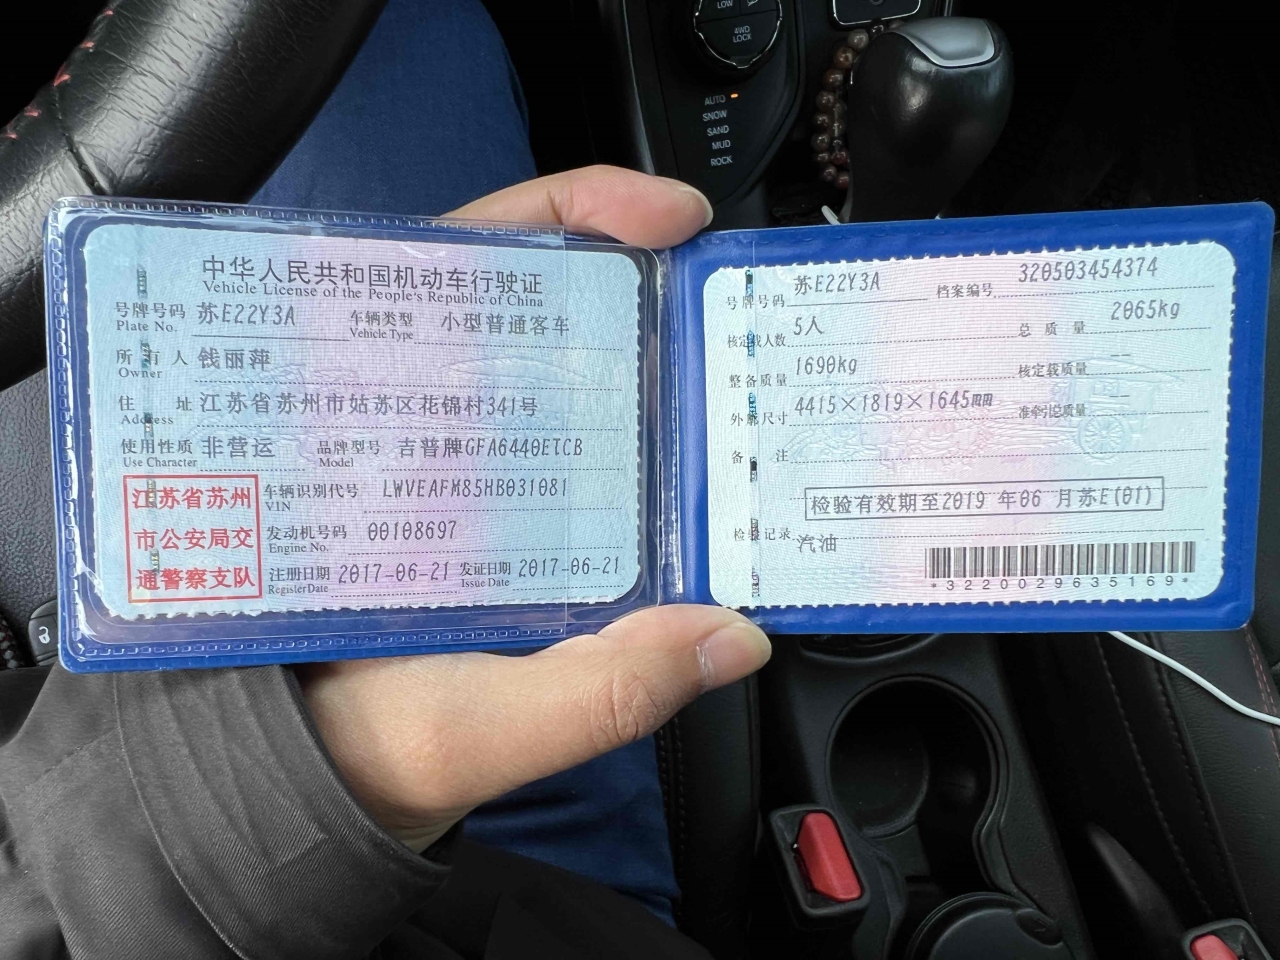 LOW
4WD
LOCK
AUTO
SNOW
SAND
MUD
ROCK
中华人民共和国机动车行驶证
Vehicle License of the People's Republic of China
号牌号码 苏E22Y3A 车辆类型 小型普通客车
Plate No. Vehicle Type
所有人 钱丽萍
Owner
住址 江苏省苏州市姑苏区花锦村341号
Address
使用性质 非营运 品牌型号 吉普牌GFA6440ETCB
Use Character Model
江苏省苏州
市公安局交
通警察支队
车辆识别代号 LWVEAFM85HB031081
VIN
发动机号码 00108697
Engine No.
注册日期 2017-06-21 发证日期 2017-06-21
Register Date Issue Date
号牌号码 苏E22Y3A 档案编号 320503454374
核定载人数 5人 总质量 2065kg
整备质量 1690kg 核定载质量 --
外廓尺寸 4415×1819×1645mm 准牵引总质量 --
备注
检验有效期至2019年06月苏E(01)
检验记录
汽油
*3220029635169*